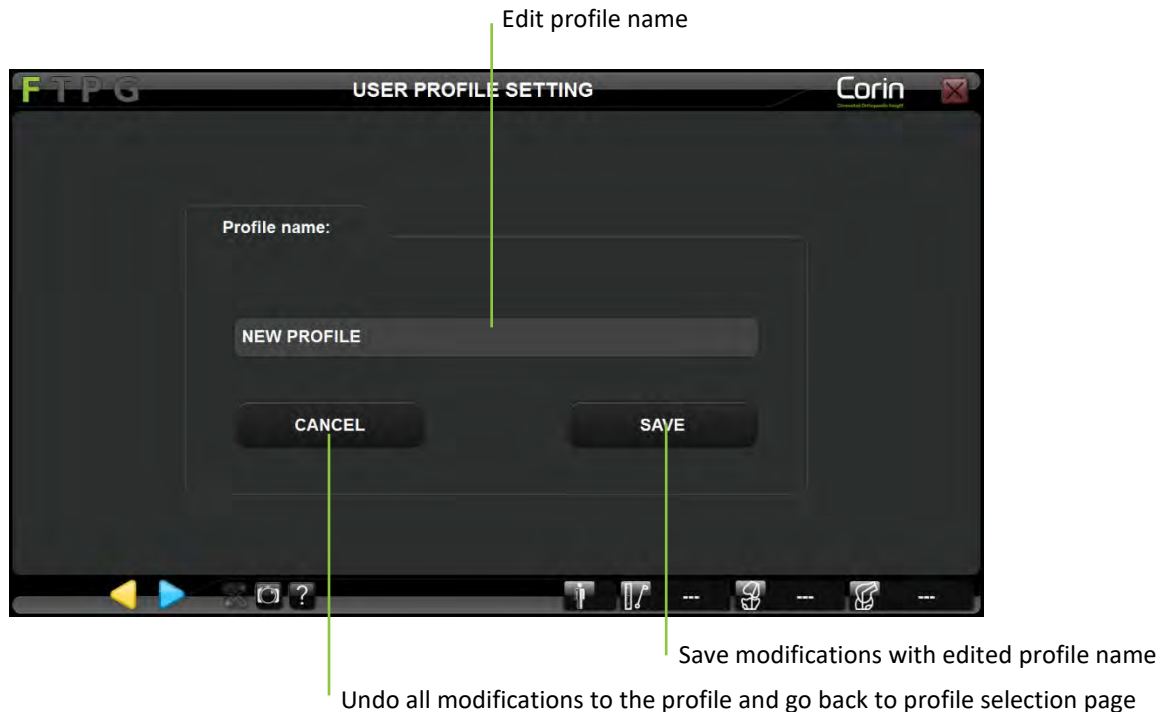 Edit profile name
FTPG
USER PROFILE SETTING
Corin
Profile name:
NEW PROFILE
CANCEL
SAVE
?
--- --- ---
Save modifications with edited profile name
Undo all modifications to the profile and go back to profile selection page